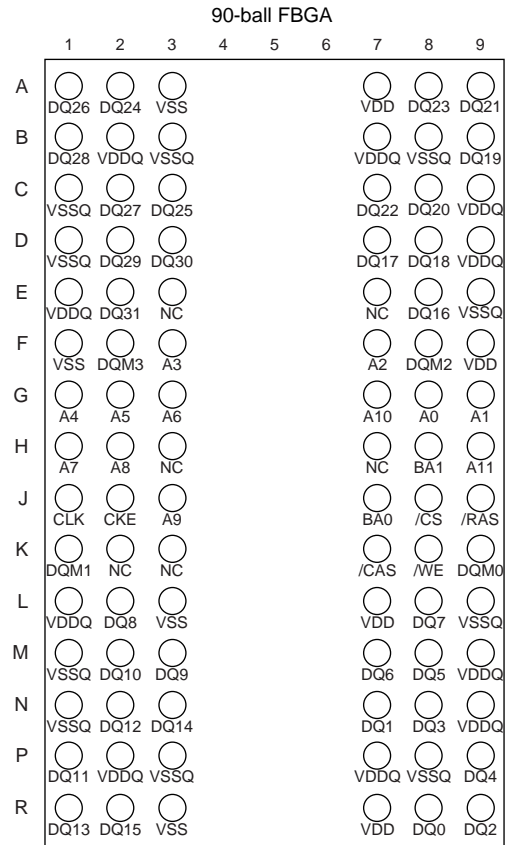 90-ball FBGA
1 2 3 4 5 6 7 8 9
A
DQ26 DQ24 VSS VDD DQ23 DQ21
B
DQ28 VDDQ VSSQ VDDQ VSSQ DQ19
C
VSSQ DQ27 DQ25 DQ22 DQ20 VDDQ
D
VSSQ DQ29 DQ30 DQ17 DQ18 VDDQ
E
VDDQ DQ31 NC NC DQ16 VSSQ
F
VSS DQM3 A3 A2 DQM2 VDD
G
A4 A5 A6 A10 A0 A1
H
A7 A8 NC NC BA1 A11
J
CLK CKE A9 BA0 /CS /RAS
K
DQM1 NC NC /CAS /WE DQM0
L
VDDQ DQ8 VSS VDD DQ7 VSSQ
M
VSSQ DQ10 DQ9 DQ6 DQ5 VDDQ
N
VSSQ DQ12 DQ14 DQ1 DQ3 VDDQ
P
DQ11 VDDQ VSSQ VDDQ VSSQ DQ4
R
DQ13 DQ15 VSS VDD DQ0 DQ2